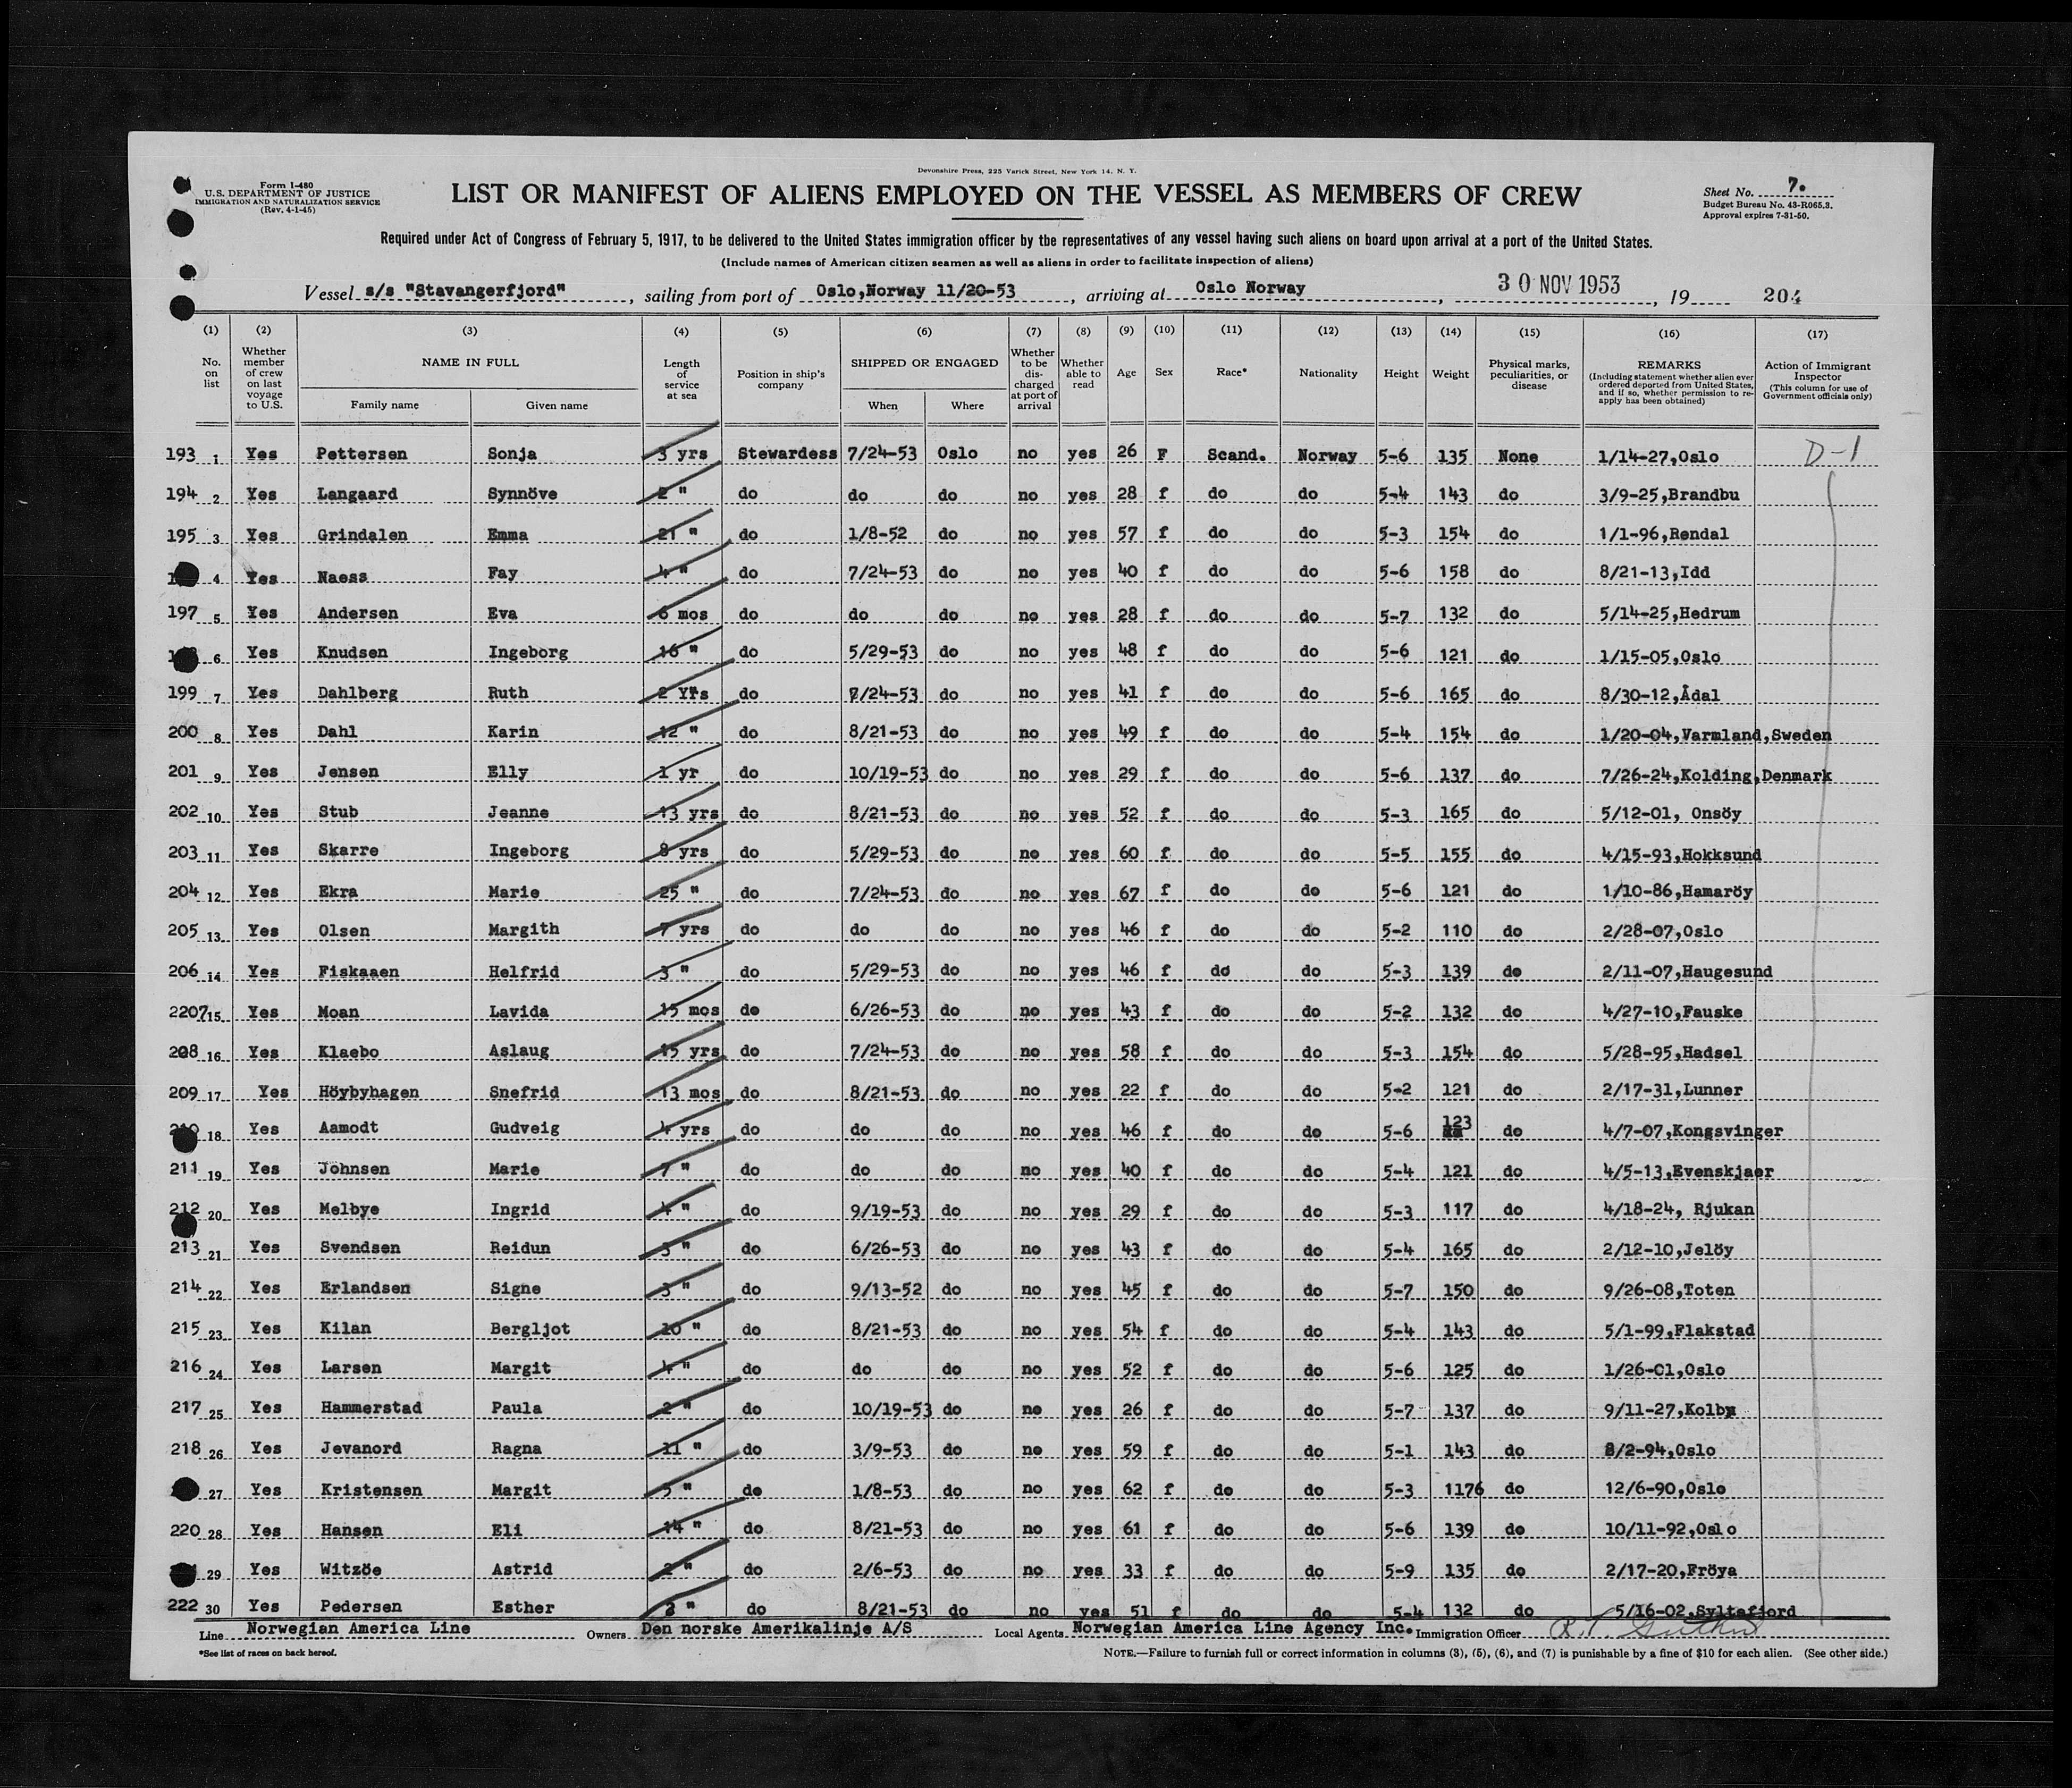 Devonshire Press, 225 Varick Street, New York 14. N. Y.
Form 1-480
U.S. DEPARTMENT OF JUSTICE
IMMIGRATION AND NATURALIZATION SERVICE
(Rev. 4-1-45)
LIST OR MANIFEST OF ALIENS EMPLOYED ON THE VESSEL AS MEMBERS OF CREW
Sheet No. 7.
Budget Bureau No. 43-R065.3.
Approval expires 7-31-50.
Required under Act of Congress of February 5, 1917, to be delivered to the United States immigration officer by the representatives of any vessel having such aliens on board upon arrival at a port of the United States.
(Include names of American citizen seamen as well as aliens in order to facilitate inspection of aliens)
Vessel s/s "Stavangerfjord", sailing from port of Oslo,Norway 11/20-53, arriving at Oslo Norway, 30 NOV 1953, 19 204
(1) (2) (3) (4) (5) (6) (7) (8) (9) (10) (11) (12) (13) (14) (15) (16) (17)
No. on list
Whether member of crew on last voyage to U.S.
NAME IN FULL
Family name Given name
Length of service at sea
Position in ship's company
SHIPPED OR ENGAGED
When Where
Whether to be discharged at port of arrival
Whether able to read
Age
Sex
Race*
Nationality
Height
Weight
Physical marks, peculiarities, or disease
REMARKS
(Including statement whether alien ever ordered deported from United States, and if so, whether permission to reapply has been obtained)
Action of Immigrant Inspector
(This column for use of Government officials only)
193 1 Yes Pettersen Sonja 3 yrs Stewardess 7/24-53 Oslo no yes 26 F Scand. Norway 5-6 135 None 1/14-27,Oslo D-1
194 2 Yes Langaard Synnöve 2 " do do do no yes 28 f do do 5-4 143 do 3/9-25,Brandbu
195 3 Yes Grindalen Emma 21 " do 1/8-52 do no yes 57 f do do 5-3 154 do 1/1-96,Rendal
4 Yes Naess Fay 4 " do 7/24-53 do no yes 40 f do do 5-6 158 do 8/21-13,Idd
197 5 Yes Andersen Eva 6 mos do do do no yes 28 f do do 5-7 132 do 5/14-25,Hedrum
6 Yes Knudsen Ingeborg 16 " do 5/29-53 do no yes 48 f do do 5-6 121 do 1/15-05,Oslo
199 7 Yes Dahlberg Ruth 2 Yrs do 7/24-53 do no yes 41 f do do 5-6 165 do 8/30-12,Ådal
200 8 Yes Dahl Karin 12 " do 8/21-53 do no yes 49 f do do 5-4 154 do 1/20-04,Varmland,Sweden
201 9 Yes Jensen Elly 1 yr do 10/19-53 do no yes 29 f do do 5-6 137 do 7/26-24,Kolding,Denmark
202 10 Yes Stub Jeanne 13 yrs do 8/21-53 do no yes 52 f do do 5-3 165 do 5/12-01, Onsöy
203 11 Yes Skarre Ingeborg 8 yrs do 5/29-53 do no yes 60 f do do 5-5 155 do 4/15-93,Hokksund
204 12 Yes Ekra Marie 25 " do 7/24-53 do no yes 67 f do do 5-6 121 do 1/10-86,Hamaröy
205 13 Yes Olsen Margith 7 yrs do do do no yes 46 f do do 5-2 110 do 2/28-07,Oslo
206 14 Yes Fiskaaen Helfrid 3 " do 5/29-53 do no yes 46 f do do 5-3 139 do 2/11-07,Haugesund
2207 15 Yes Moan Lavida 15 mos do 6/26-53 do no yes 43 f do do 5-2 132 do 4/27-10,Fauske
208 16 Yes Klaebo Aslaug 15 yrs do 7/24-53 do no yes 58 f do do 5-3 154 do 5/28-95,Hadsel
209 17 Yes Höybyhagen Snefrid 13 mos do 8/21-53 do no yes 22 f do do 5-2 121 do 2/17-31,Lunner
210 18 Yes Aamodt Gudveig 4 yrs do do do no yes 46 f do do 5-6 123 do 4/7-07,Kongsvinger
211 19 Yes Johnsen Marie 7 " do do do no yes 40 f do do 5-4 121 do 4/5-13,Evenskjaer
212 20 Yes Melbye Ingrid 4 " do 9/19-53 do no yes 29 f do do 5-3 117 do 4/18-24, Rjukan
213 21 Yes Svendsen Reidun 3 " do 6/26-53 do no yes 43 f do do 5-4 165 do 2/12-10,Jelöy
214 22 Yes Erlandsen Signe 3 " do 9/13-52 do no yes 45 f do do 5-7 150 do 9/26-08,Toten
215 23 Yes Kilan Bergljot 10 " do 8/21-53 do no yes 54 f do do 5-4 143 do 5/1-99,Flakstad
216 24 Yes Larsen Margit 4 " do do do no yes 52 f do do 5-6 125 do 1/26-01,Oslo
217 25 Yes Hammerstad Paula 2 " do 10/19-53 do no yes 26 f do do 5-7 137 do 9/11-27,Kolbu
218 26 Yes Jevanord Ragna 11 " do 3/9-53 do no yes 59 f do do 5-1 143 do 8/2-94,Oslo
27 Yes Kristensen Margit 5 " do 1/8-53 do no yes 62 f do do 5-3 1176 do 12/6-90,Oslo
220 28 Yes Hansen Eli 14 " do 8/21-53 do no yes 61 f do do 5-6 139 do 10/11-92,Oslo
29 Yes Witzöe Astrid 2 " do 2/6-53 do no yes 33 f do do 5-9 135 do 2/17-20,Fröya
222 30 Yes Pedersen Esther 3 " do 8/21-53 do no yes 51 f do do 5-4 132 do 5/16-02,Syltefjord
Line Norwegian America Line Owners Den norske Amerikalinje A/S Local Agents Norwegian America Line Agency Inc. Immigration Officer
*See list of races on back hereof.
NOTE.—Failure to furnish full or correct information in columns (3), (5), (6), and (7) is punishable by a fine of $10 for each alien. (See other side.)